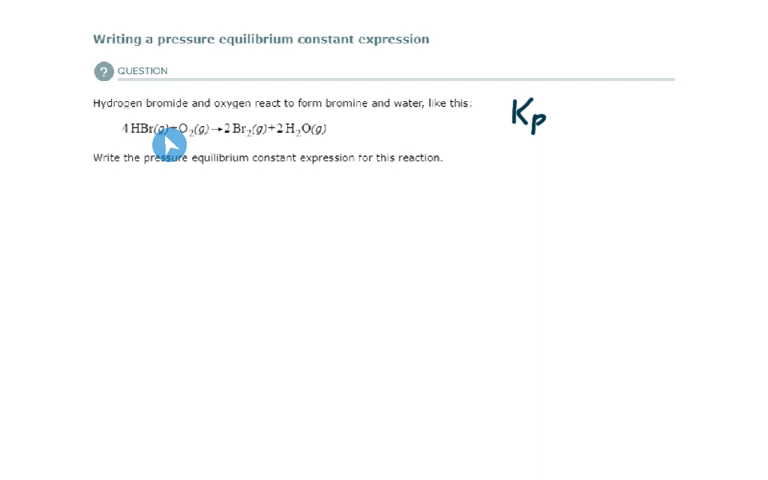 Writing a pressure equilibrium constant expression
? QUESTION
Hydrogen bromide and oxygen react to form bromine and water, like this:
Kp
4 HBr(g)+O₂(g)→2 Br₂(g)+2 H₂O(g)
Write the pressure equilibrium constant expression for this reaction.